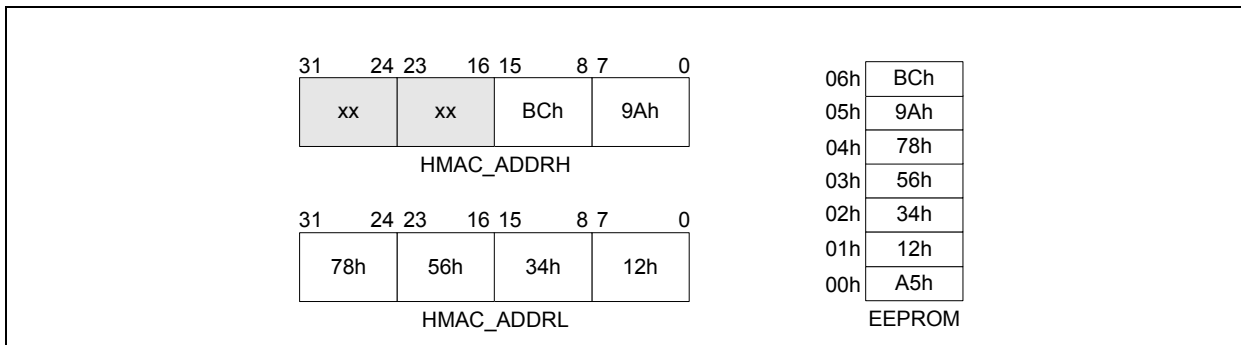 31 24 23 16 15 8 7 0
xx xx BCh 9Ah
HMAC_ADDRH
31 24 23 16 15 8 7 0
78h 56h 34h 12h
HMAC_ADDRL
06h BCh
05h 9Ah
04h 78h
03h 56h
02h 34h
01h 12h
00h A5h
EEPROM